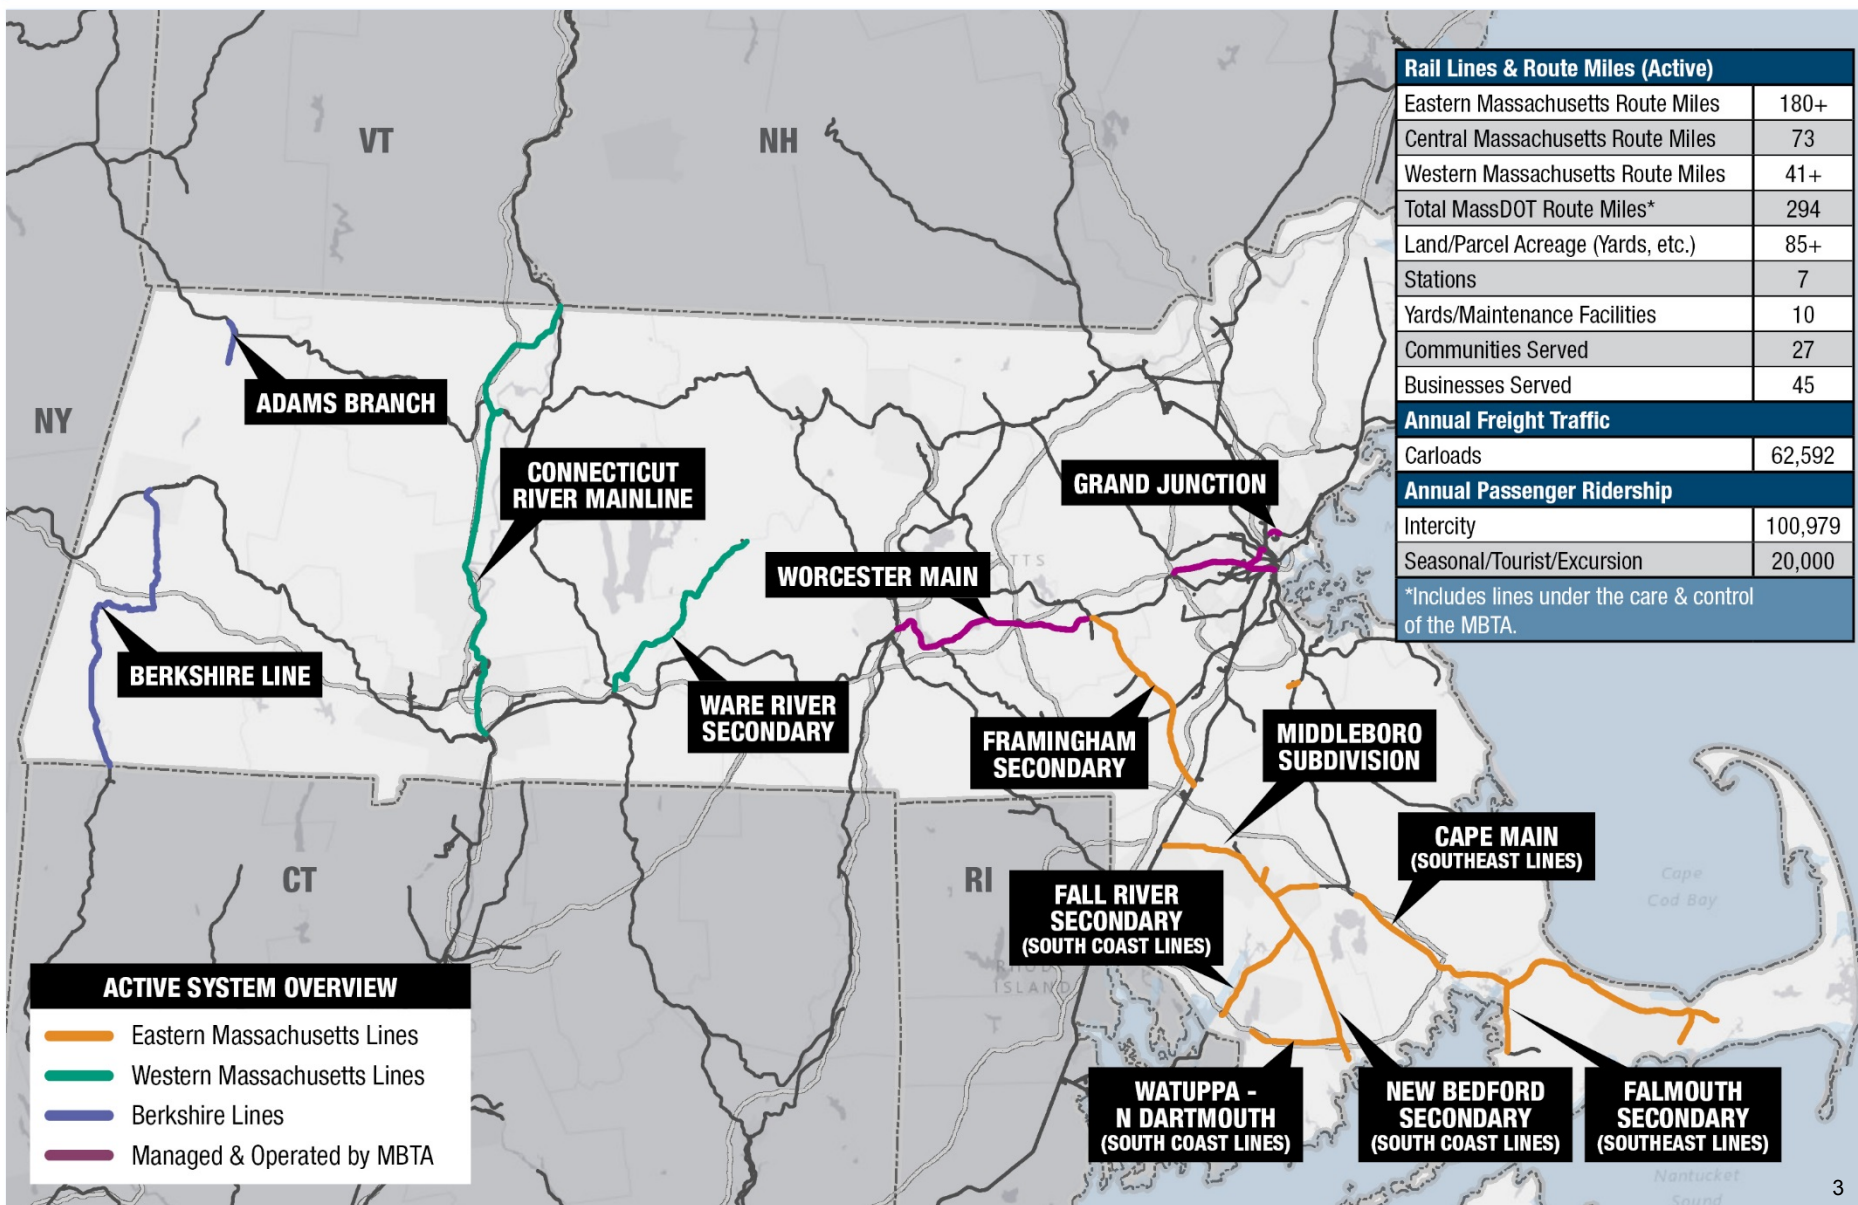 VT
NH
NY
CT
RI
TTS
RHOD
ISLAND
Cape
Cod Bay
Nantucket
Sound
ADAMS BRANCH
CONNECTICUT
RIVER MAINLINE
GRAND JUNCTION
WORCESTER MAIN
BERKSHIRE LINE
WARE RIVER
SECONDARY
FRAMINGHAM
SECONDARY
MIDDLEBORO
SUBDIVISION
CAPE MAIN
(SOUTHEAST LINES)
FALL RIVER
SECONDARY
(SOUTH COAST LINES)
WATUPPA -
N DARTMOUTH
(SOUTH COAST LINES)
NEW BEDFORD
SECONDARY
(SOUTH COAST LINES)
FALMOUTH
SECONDARY
(SOUTHEAST LINES)
Rail Lines & Route Miles (Active)
Eastern Massachusetts Route Miles 180+
Central Massachusetts Route Miles 73
Western Massachusetts Route Miles 41+
Total MassDOT Route Miles* 294
Land/Parcel Acreage (Yards, etc.) 85+
Stations 7
Yards/Maintenance Facilities 10
Communities Served 27
Businesses Served 45
Annual Freight Traffic
Carloads 62,592
Annual Passenger Ridership
Intercity 100,979
Seasonal/Tourist/Excursion 20,000
*Includes lines under the care & control
of the MBTA.
ACTIVE SYSTEM OVERVIEW
Eastern Massachusetts Lines
Western Massachusetts Lines
Berkshire Lines
Managed & Operated by MBTA
3